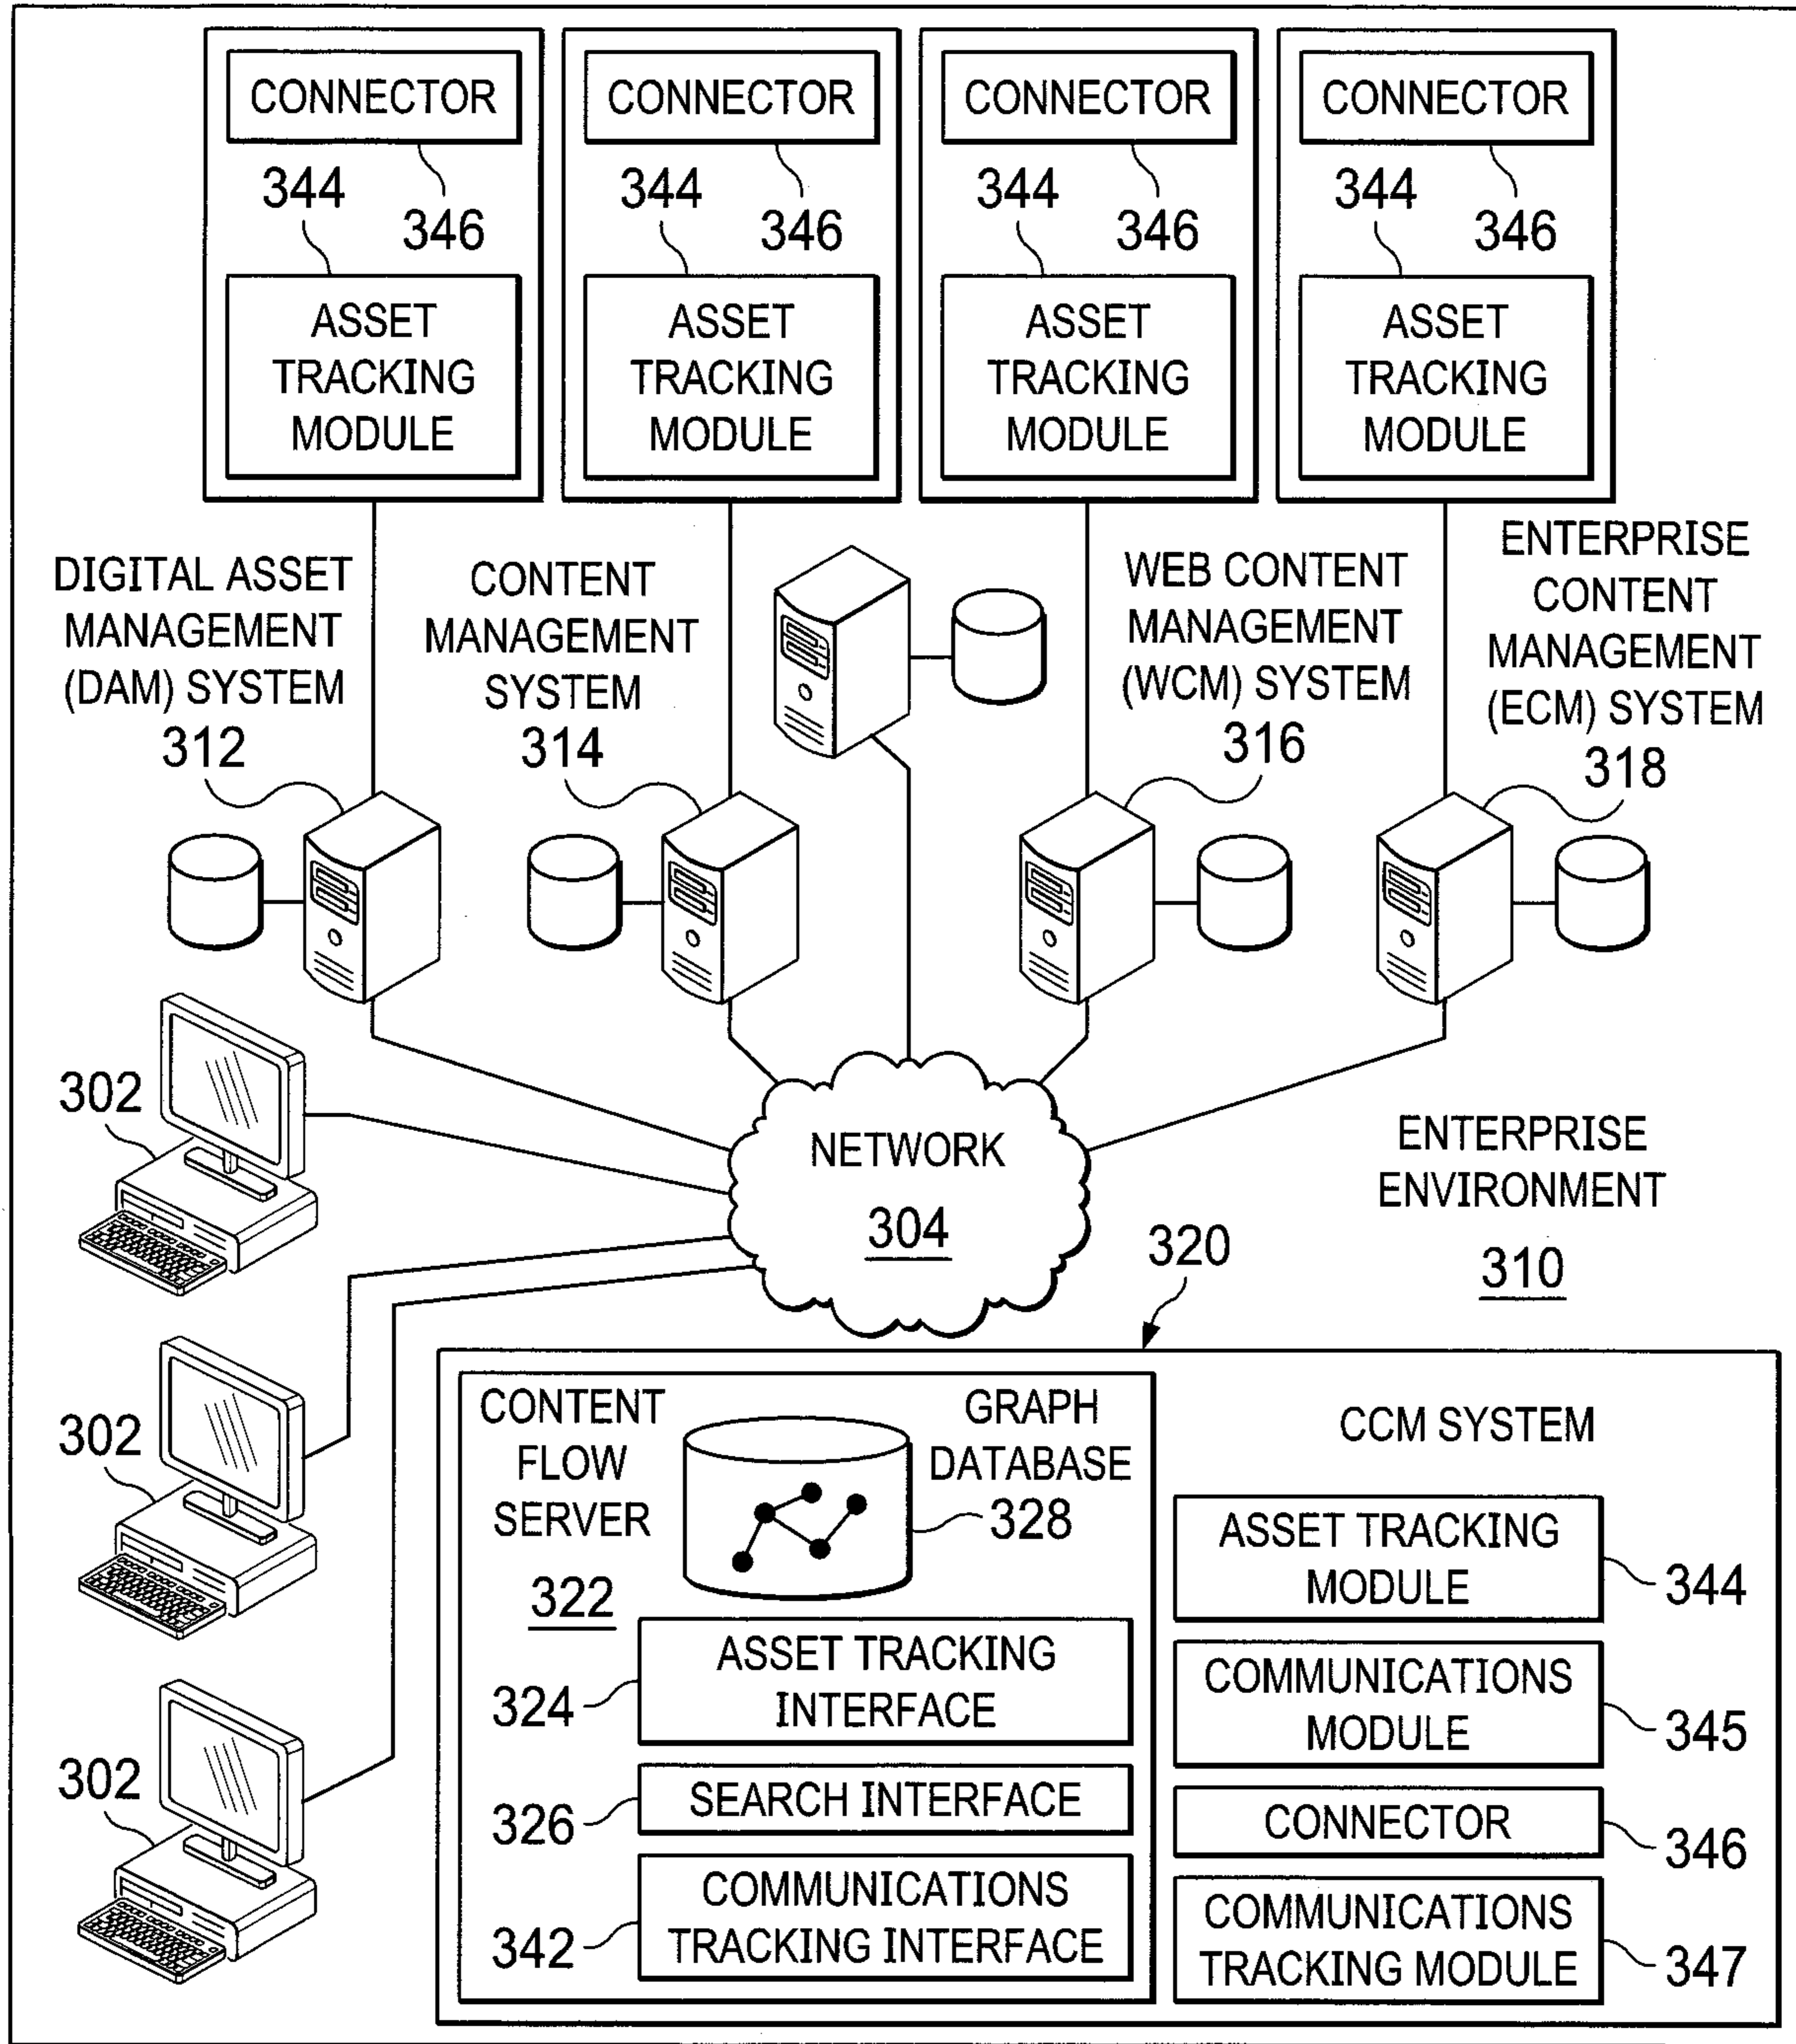 CONNECTOR
344
346
ASSET
TRACKING
MODULE
CONNECTOR
344
346
ASSET
TRACKING
MODULE
CONNECTOR
344
346
ASSET
TRACKING
MODULE
CONNECTOR
344
346
ASSET
TRACKING
MODULE
DIGITAL ASSET
MANAGEMENT
(DAM) SYSTEM
312
CONTENT
MANAGEMENT
SYSTEM
314
WEB CONTENT
MANAGEMENT
(WCM) SYSTEM
316
ENTERPRISE
CONTENT
MANAGEMENT
(ECM) SYSTEM
318
302
302
302
NETWORK
304
ENTERPRISE
ENVIRONMENT
310
320
CONTENT
FLOW
SERVER
322
GRAPH
DATABASE
328
ASSET TRACKING
INTERFACE
324
SEARCH INTERFACE
326
COMMUNICATIONS
TRACKING INTERFACE
342
CCM SYSTEM
ASSET TRACKING
MODULE
344
COMMUNICATIONS
MODULE
345
CONNECTOR
346
COMMUNICATIONS
TRACKING MODULE
347